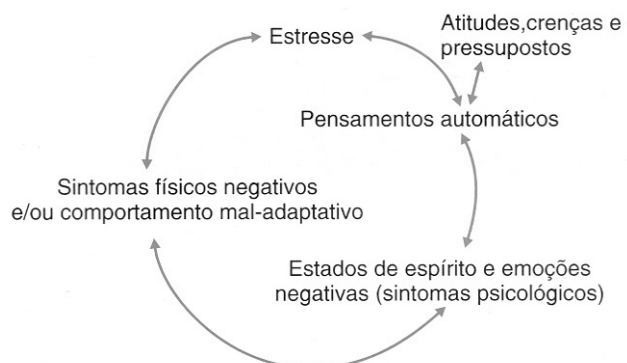 Estresse
Atitudes,crenças e
pressupostos
Pensamentos automáticos
Sintomas físicos negativos
e/ou comportamento mal-adaptativo
Estados de espírito e emoções
negativas (sintomas psicológicos)